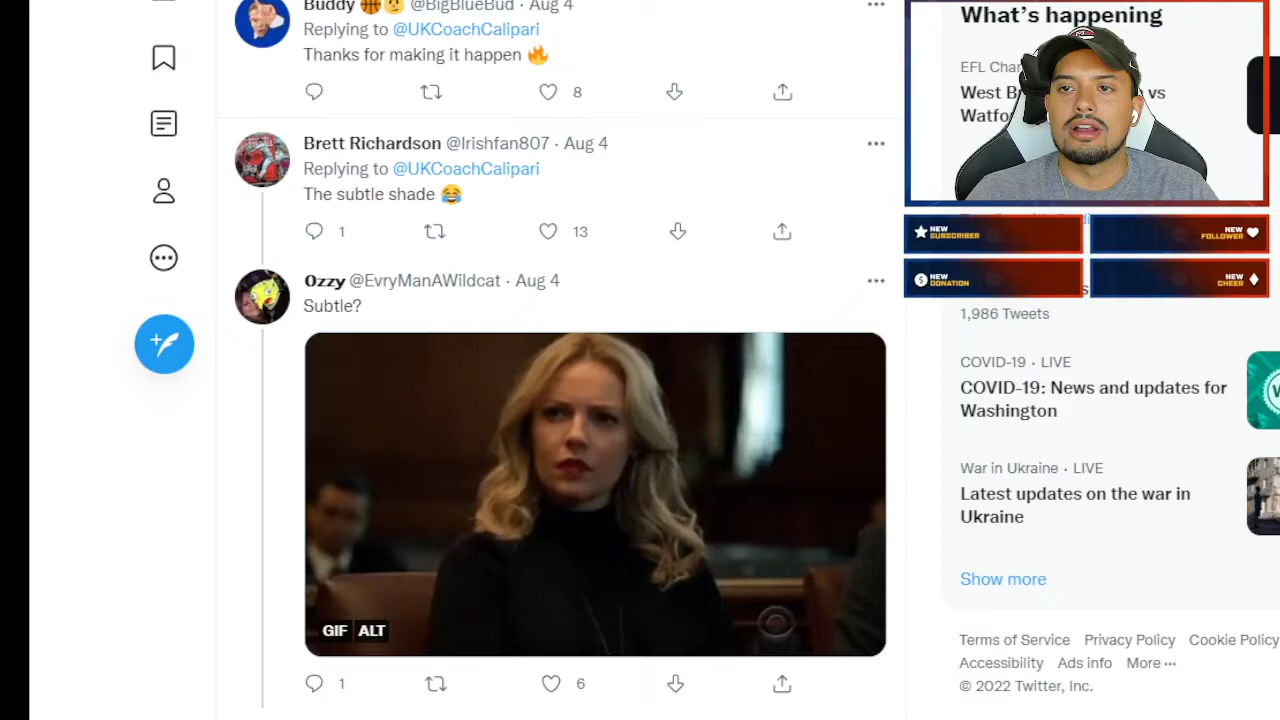 Buddy 🏀 @BigBlueBud · Aug 4
Replying to @UKCoachCalipari
Thanks for making it happen 🔥
8
Brett Richardson @Irishfan807 · Aug 4
Replying to @UKCoachCalipari
The subtle shade 😂
1 13
Ozzy @EvryManAWildcat · Aug 4
Subtle?
GIF ALT
1 6
What's happening
EFL Cha
West B vs
Watfo
NEW SUBSCRIBER
NEW FOLLOWER
NEW DONATION
NEW CHEER
1,986 Tweets
COVID-19 · LIVE
COVID-19: News and updates for
Washington
War in Ukraine · LIVE
Latest updates on the war in
Ukraine
Show more
Terms of Service Privacy Policy Cookie Policy
Accessibility Ads info More ···
© 2022 Twitter, Inc.